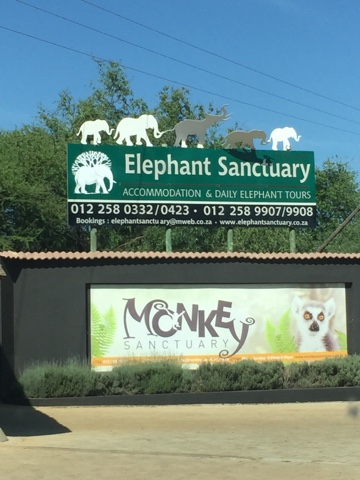 Elephant Sanctuary
ACCOMMODATION & DAILY ELEPHANT TOURS
012 258 0332/0423 • 012 258 9907/9908
Bookings : elephantsanctuary@mweb.co.za - www.elephantsanctuary.co.za
MONKEY
SANCTUARY